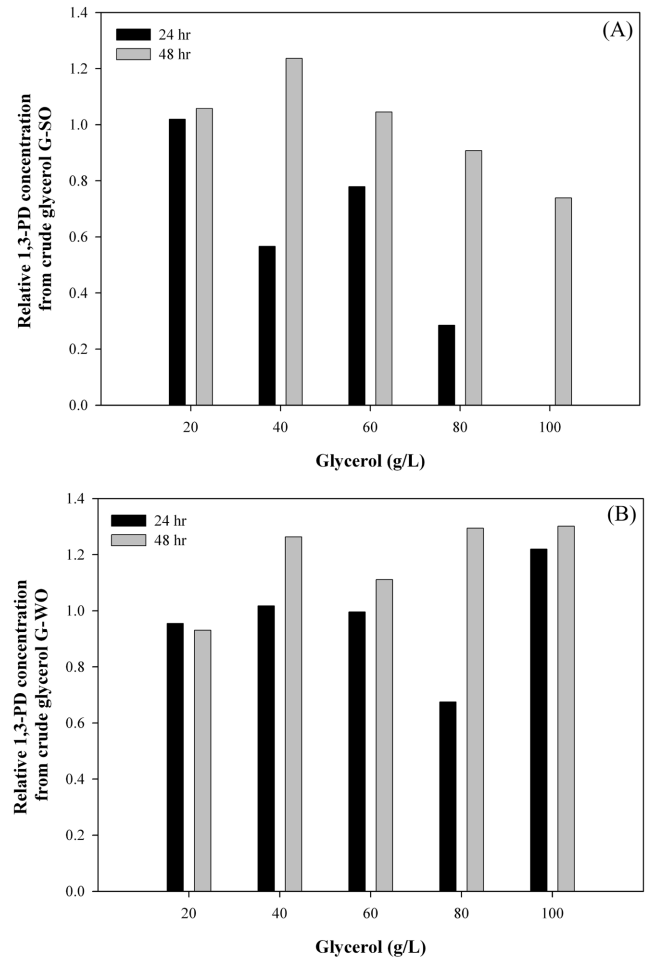 (A)
24 hr
48 hr
Relative 1,3-PD concentration
from crude glycerol G-SO
1.4
1.2
1.0
0.8
0.6
0.4
0.2
0.0
20 40 60 80 100
Glycerol (g/L)
(B)
24 hr
48 hr
Relative 1,3-PD concentration
from crude glycerol G-WO
1.4
1.2
1.0
0.8
0.6
0.4
0.2
0.0
20 40 60 80 100
Glycerol (g/L)